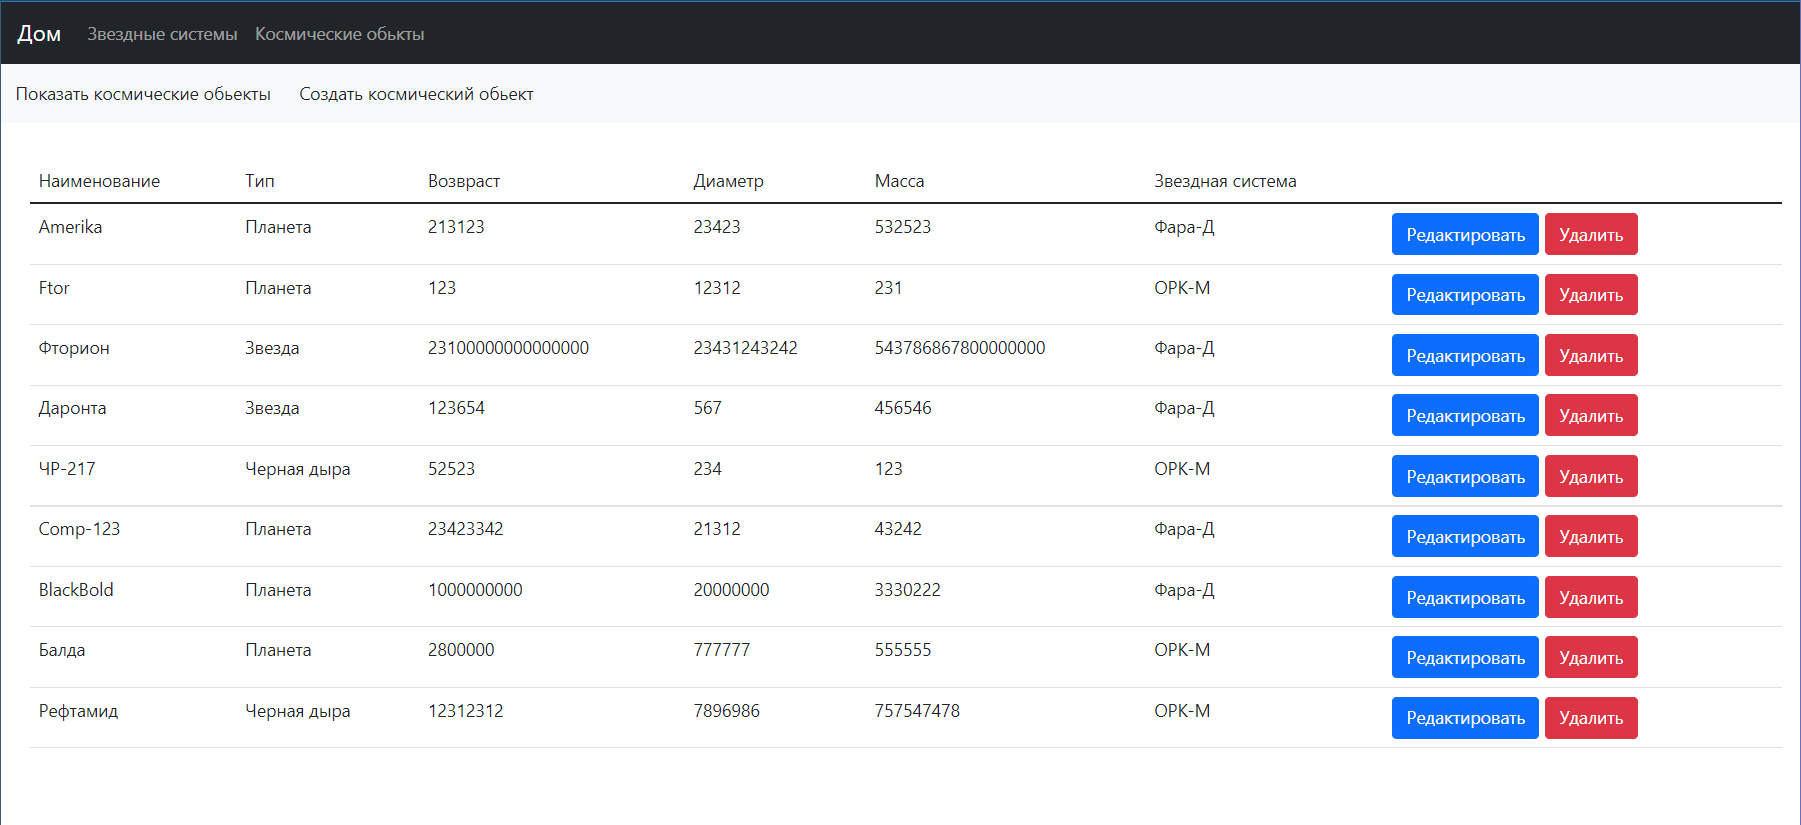 Дом Звездные системы Космические обькты
Показать космические обьекты Создать космический обьект
Наименование Тип Возвраст Диаметр Масса Звездная система
Amerika Планета 213123 23423 532523 Фара-Д Редактировать Удалить
Ftor Планета 123 12312 231 ОРК-М Редактировать Удалить
Фторион Звезда 23100000000000000 23431243242 543786867800000000 Фара-Д Редактировать Удалить
Даронта Звезда 123654 567 456546 Фара-Д Редактировать Удалить
ЧР-217 Черная дыра 52523 234 123 ОРК-М Редактировать Удалить
Comp-123 Планета 23423342 21312 43242 Фара-Д Редактировать Удалить
BlackBold Планета 1000000000 20000000 3330222 Фара-Д Редактировать Удалить
Балда Планета 2800000 777777 555555 ОРК-М Редактировать Удалить
Рефтамид Черная дыра 12312312 7896986 757547478 ОРК-М Редактировать Удалить